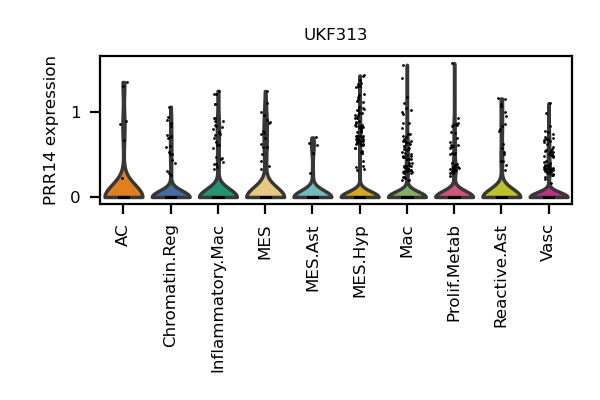 UKF313
PRR14 expression
1
0
AC
Chromatin.Reg
Inflammatory.Mac
MES
MES.Ast
MES.Hyp
Mac
Prolif.Metab
Reactive.Ast
Vasc